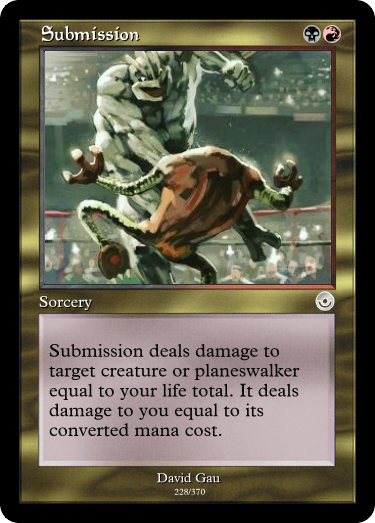 Submission
Sorcery
Submission deals damage to
target creature or planeswalker
equal to your life total. It deals
damage to you equal to its
converted mana cost.
David Gau
228/370